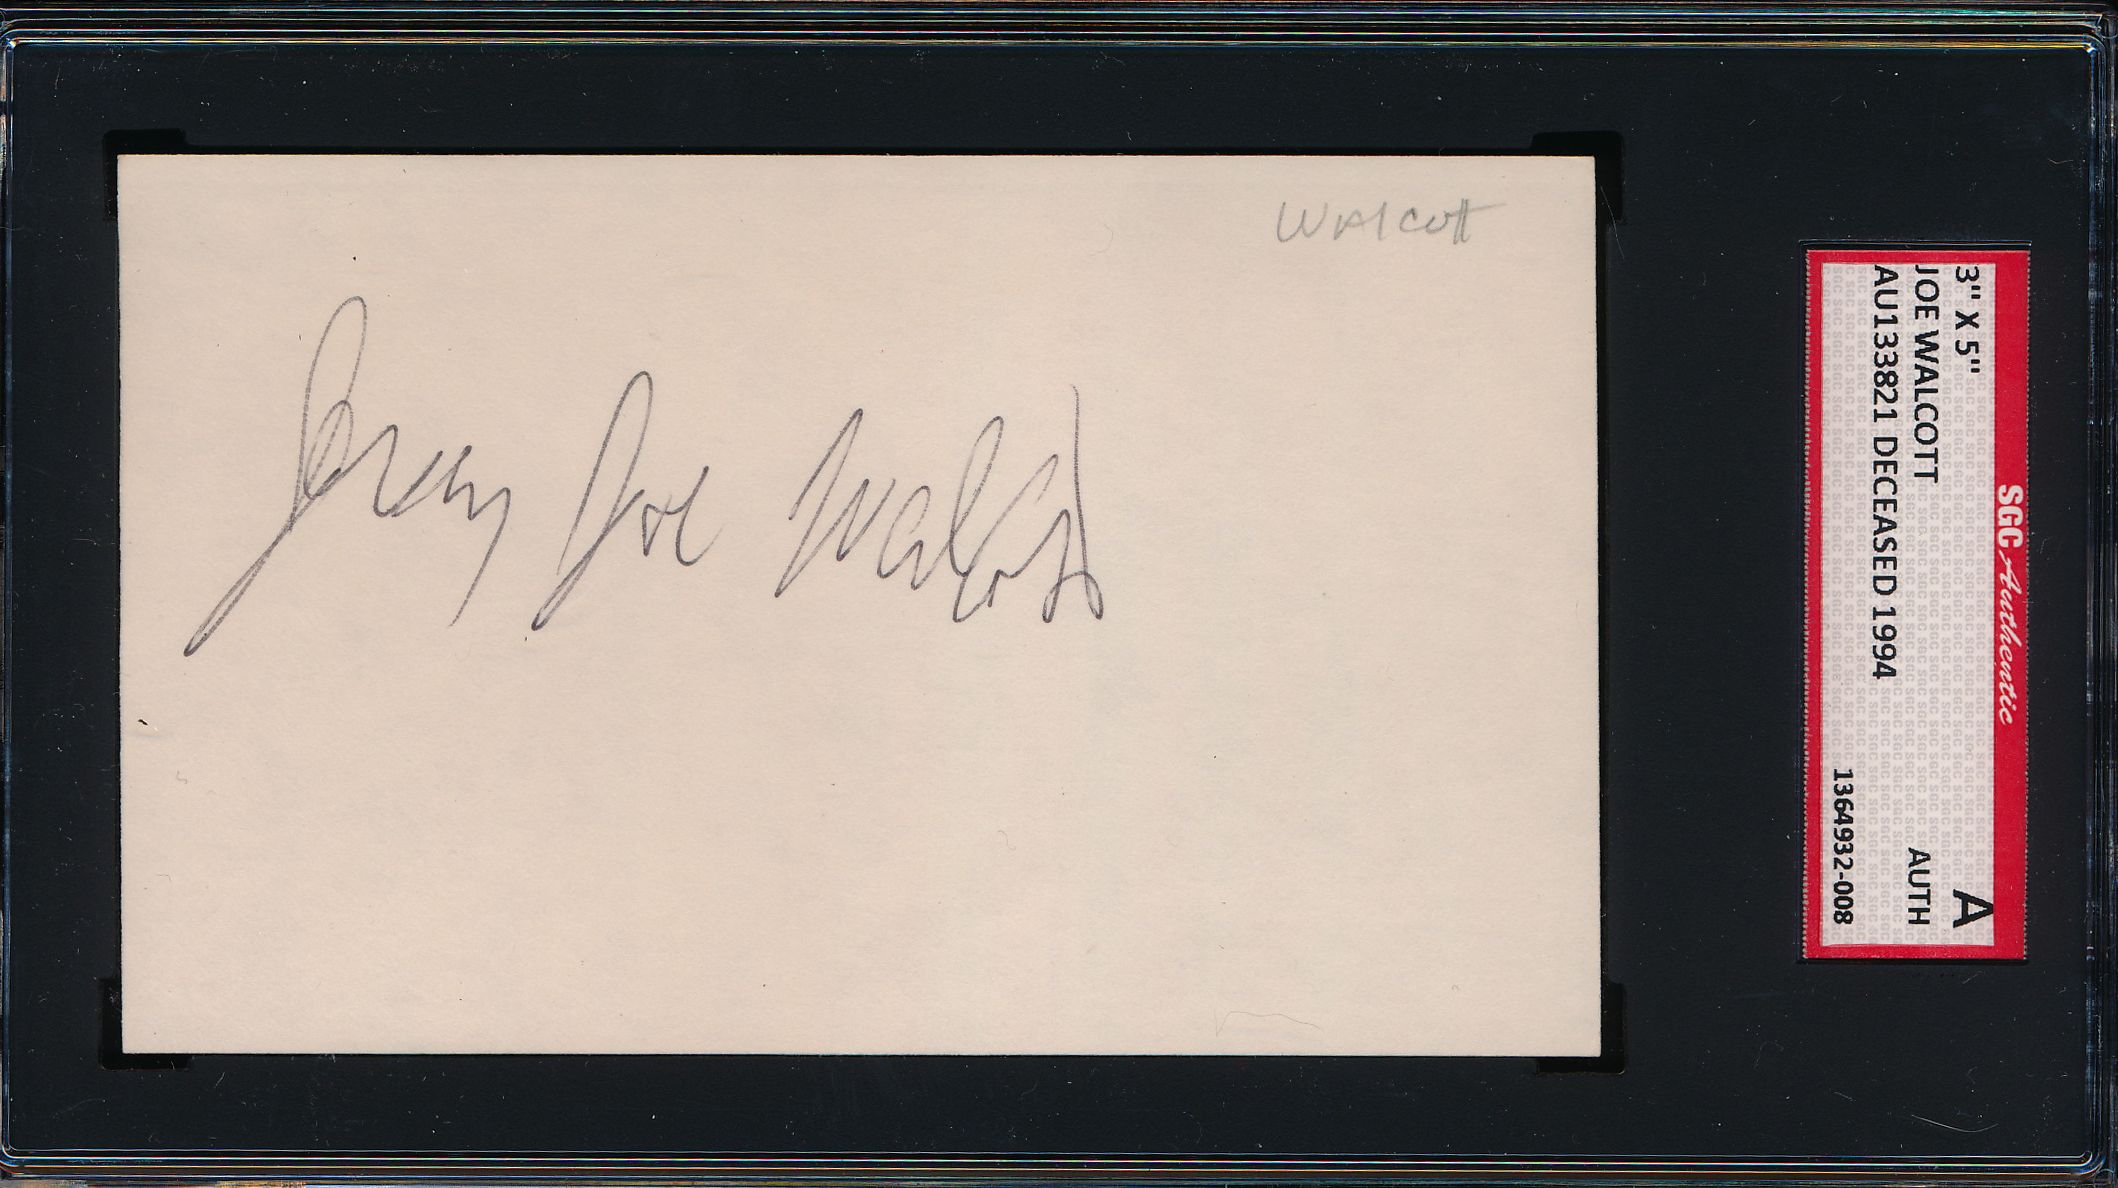 Walcott
Jersey Joe Walcott
SGC Authentic
3" X 5" A
JOE WALCOTT AUTH
AU133821 DECEASED 1994
1364932-008